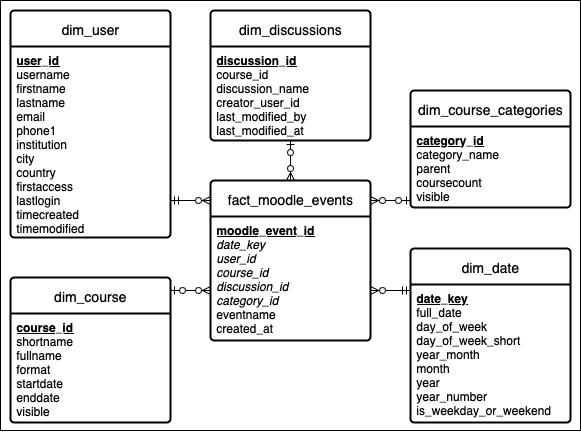 dim_user
user_id
username
firstname
lastname
email
phone1
institution
city
country
firstaccess
lastlogin
timecreated
timemodified
dim_discussions
discussion_id
course_id
discussion_name
creator_user_id
last_modified_by
last_modified_at
dim_course_categories
category_id
category_name
parent
coursecount
visible
fact_moodle_events
moodle_event_id
date_key
user_id
course_id
discussion_id
category_id
eventname
created_at
dim_course
course_id
shortname
fullname
format
startdate
enddate
visible
dim_date
date_key
full_date
day_of_week
day_of_week_short
year_month
month
year
year_number
is_weekday_or_weekend